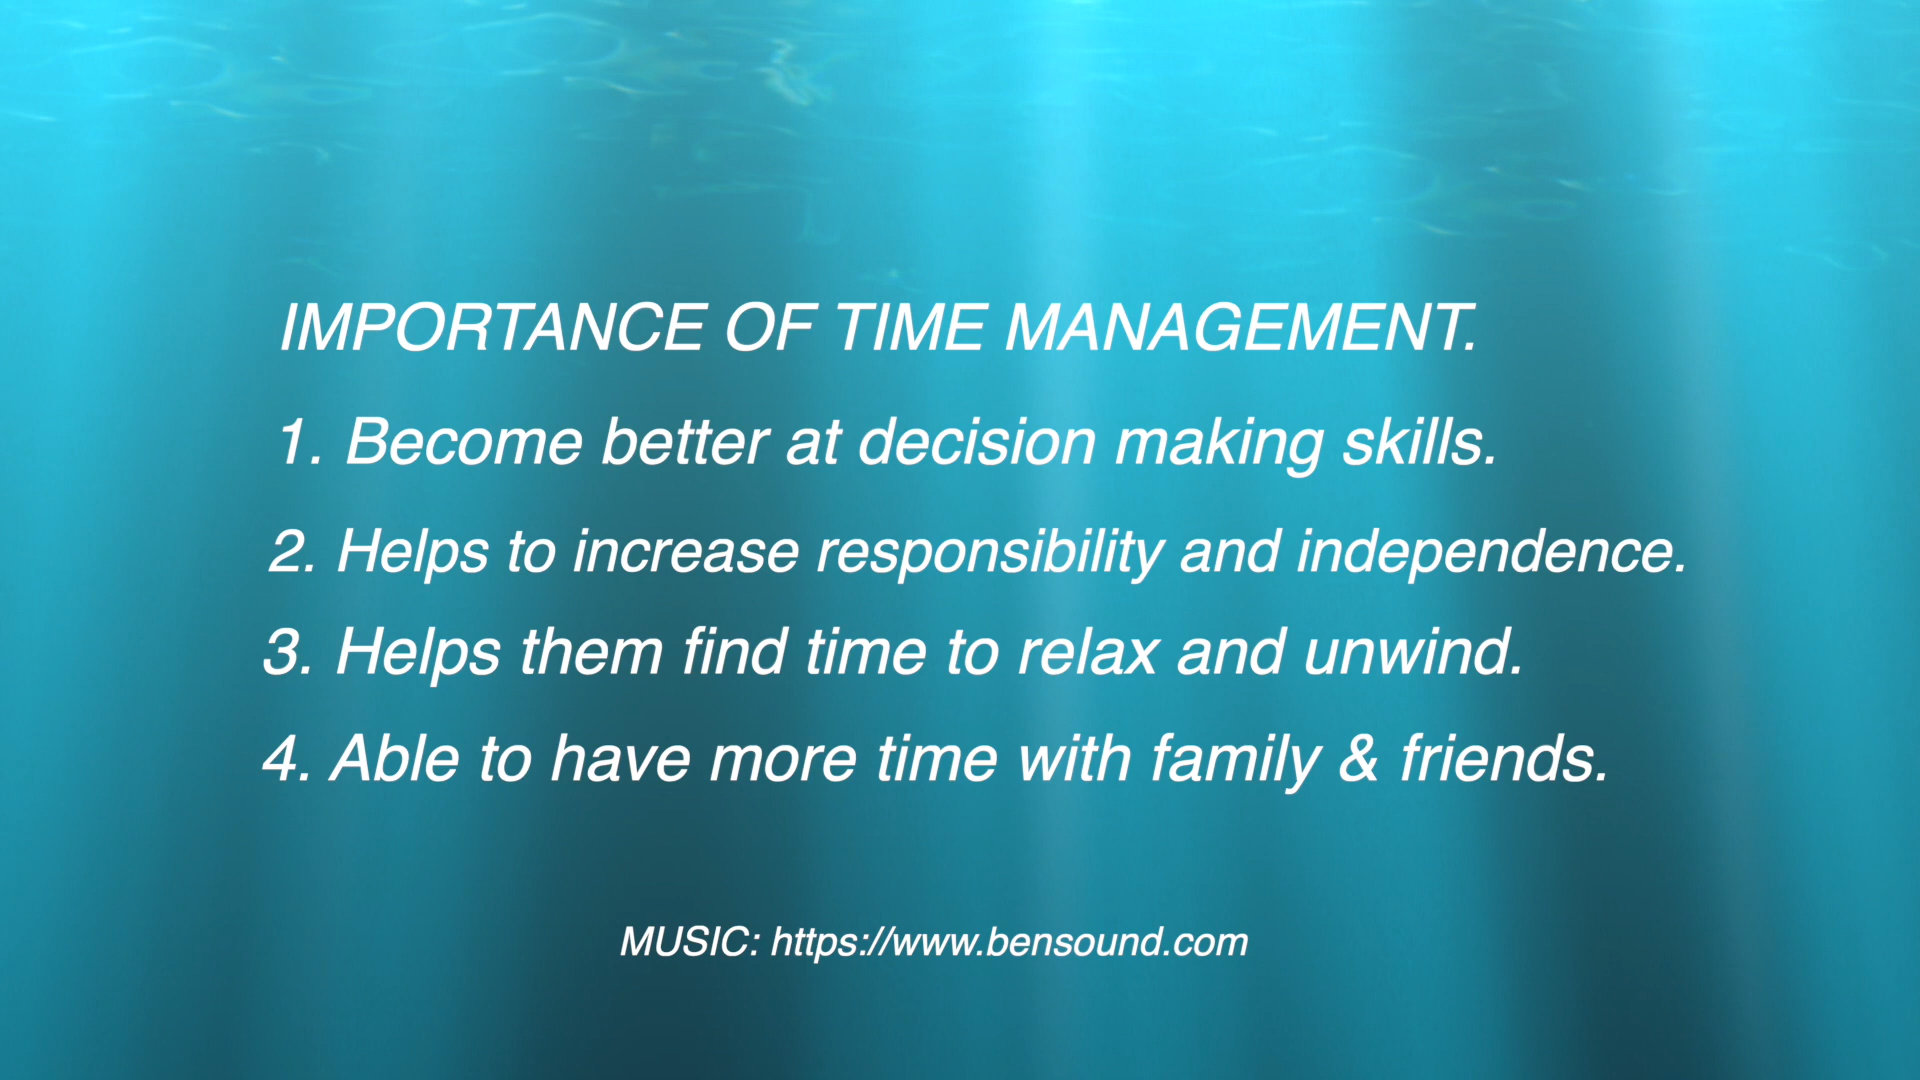 IMPORTANCE OF TIME MANAGEMENT.
1. Become better at decision making skills.
2. Helps to increase responsibility and independence.
3. Helps them find time to relax and unwind.
4. Able to have more time with family & friends.
MUSIC: https://www.bensound.com